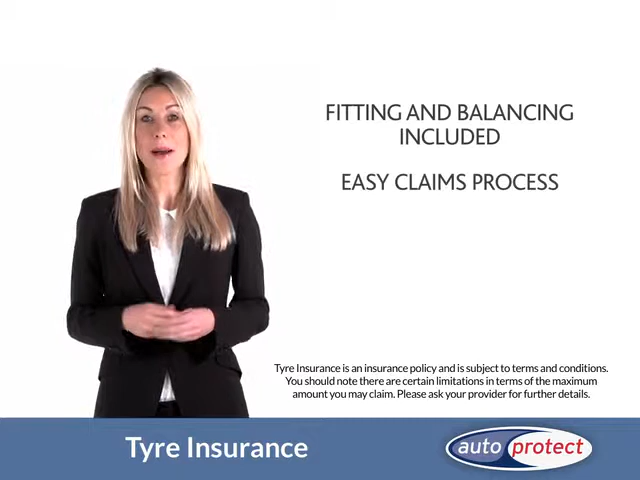 FITTING AND BALANCING
INCLUDED
EASY CLAIMS PROCESS
Tyre Insurance is an insurance policy and is subject to terms and conditions.
You should note there are certain limitations in terms of the maximum
amount you may claim. Please ask your provider for further details.
Tyre Insurance
auto protect